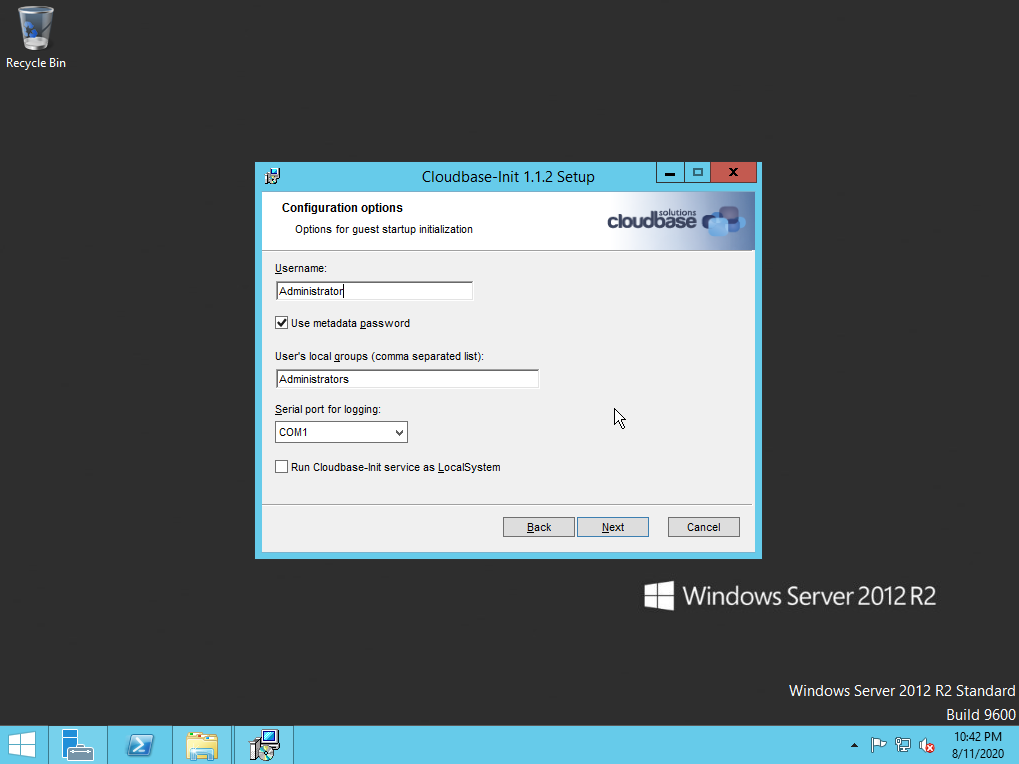 Recycle Bin
Cloudbase-Init 1.1.2 Setup
Configuration options
Options for guest startup initialization
cloudbase solutions
Username:
Administrator
Use metadata password
User's local groups (comma separated list):
Administrators
Serial port for logging:
COM1
Run Cloudbase-Init service as LocalSystem
Back Next Cancel
Windows Server 2012 R2
Windows Server 2012 R2 Standard
Build 9600
10:42 PM
8/11/2020